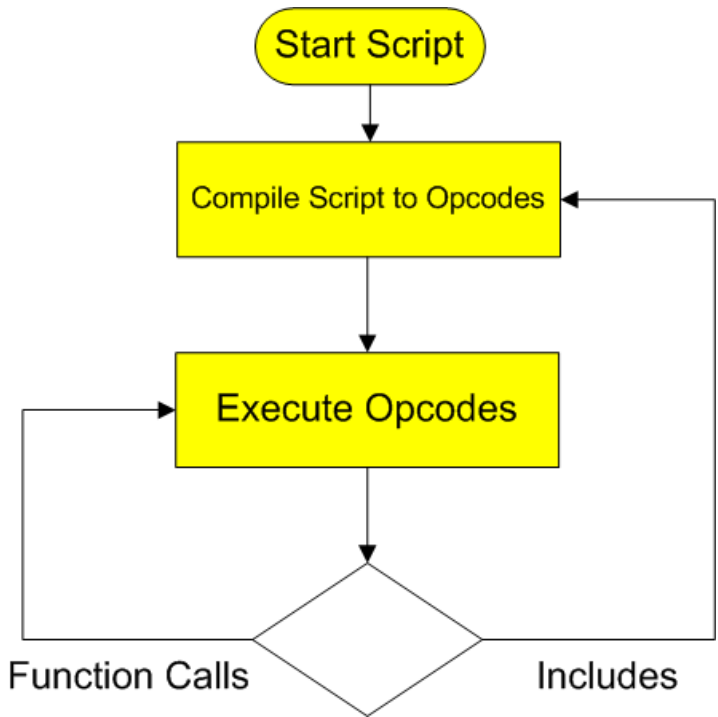 Start Script
Compile Script to Opcodes
Execute Opcodes
Function Calls
Includes